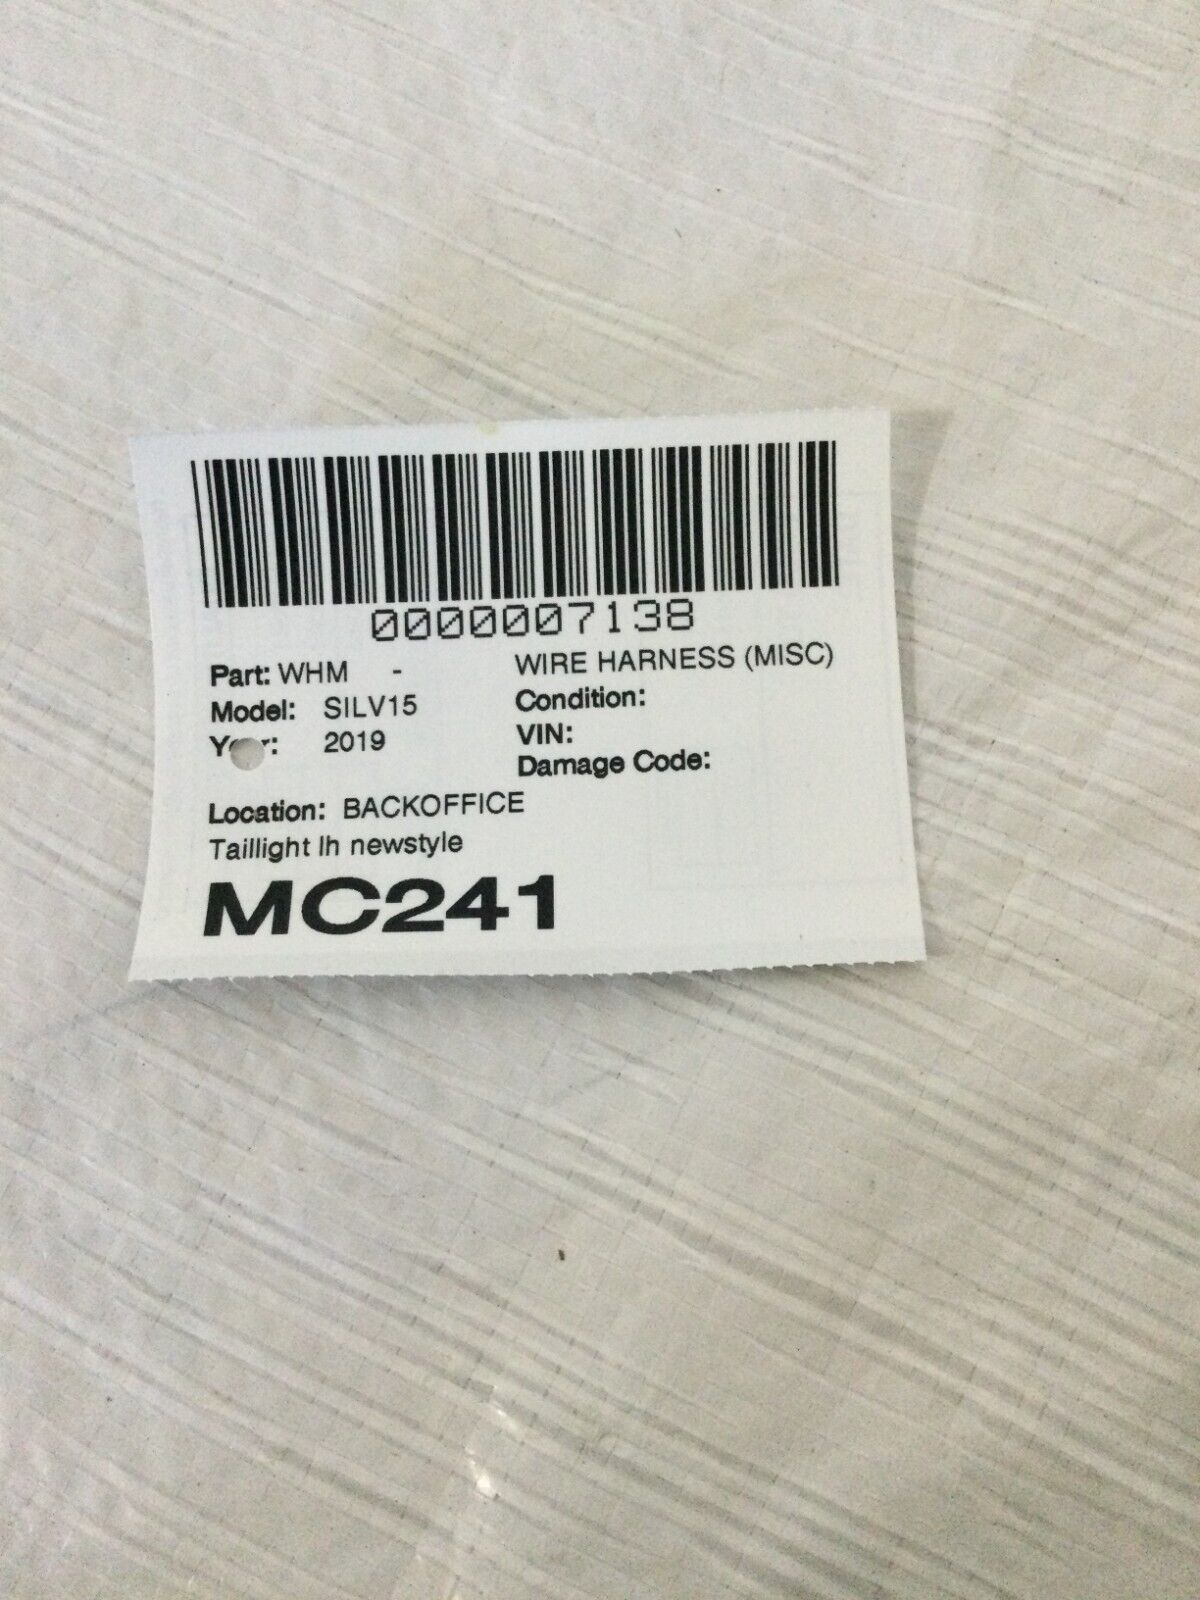 0000007138
Part: WHM - WIRE HARNESS (MISC)
Model: SILV15 Condition:
Year: 2019 VIN:
Damage Code:
Location: BACKOFFICE
Taillight lh newstyle
MC241